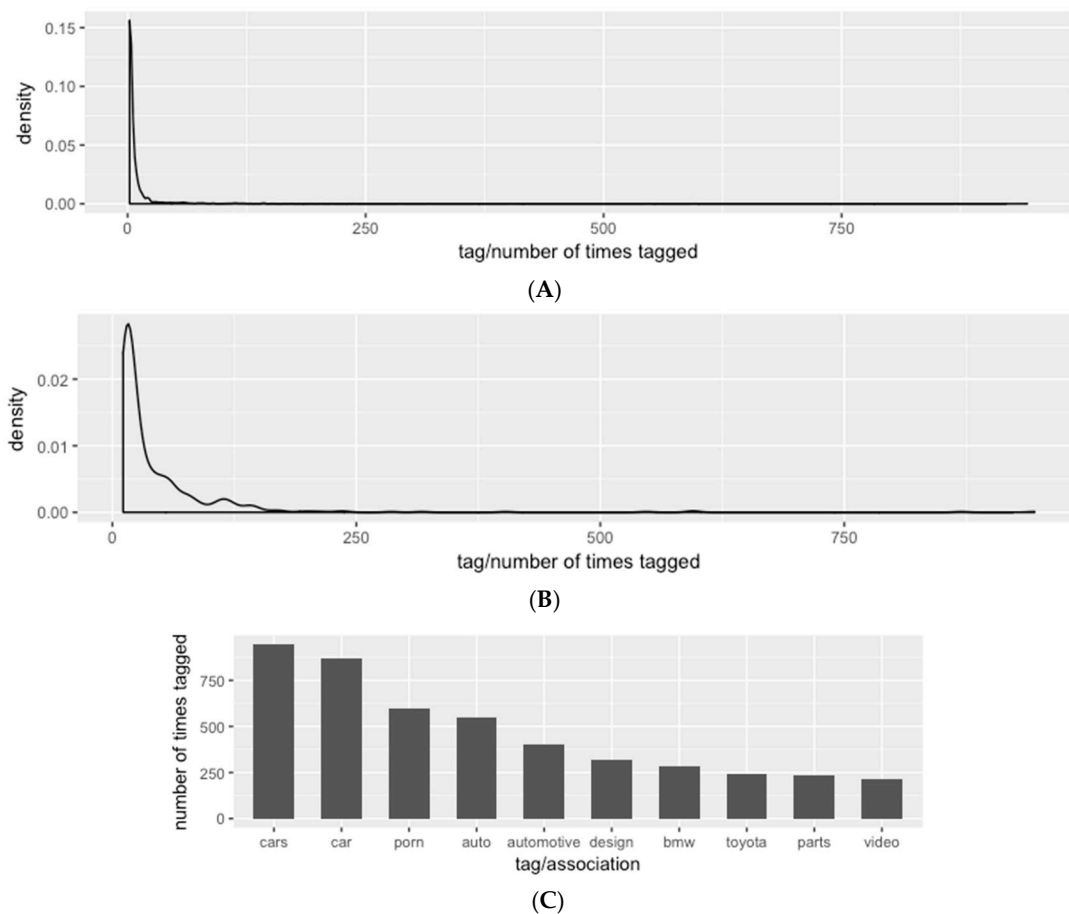 0.15
0.10
0.05
0.00
density
0 250 500 750
tag/number of times tagged
(A)
0.02
0.01
0.00
density
0 250 500 750
tag/number of times tagged
(B)
750
500
250
0
number of times tagged
cars car porn auto automotive design bmw toyota parts video
tag/association
(C)